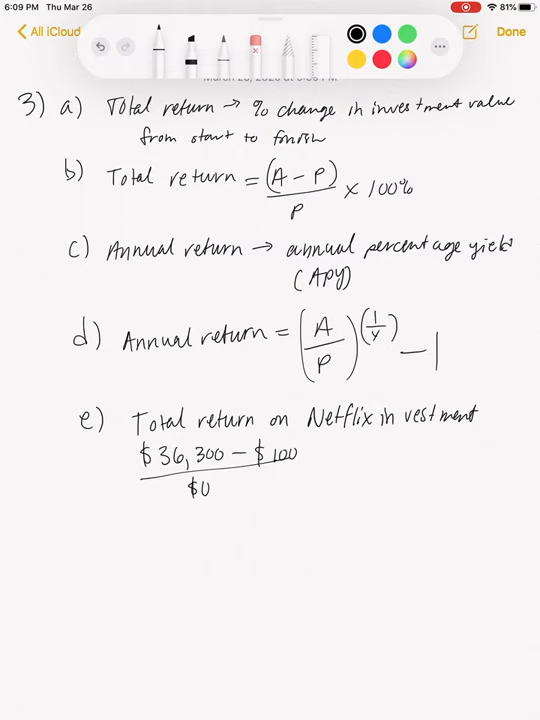 6:09 PM Thu Mar 26
81%
All iCloud
Done
3) a) Total return → % change in investment value
from start to finish
b) Total return = (A - P)
P
× 100%
c) Annual return → annual percentage yield
(APY)
d) Annual return = (A/P)^(1/Y) - 1
e) Total return on Netflix investment
$36,300 - $100
$0